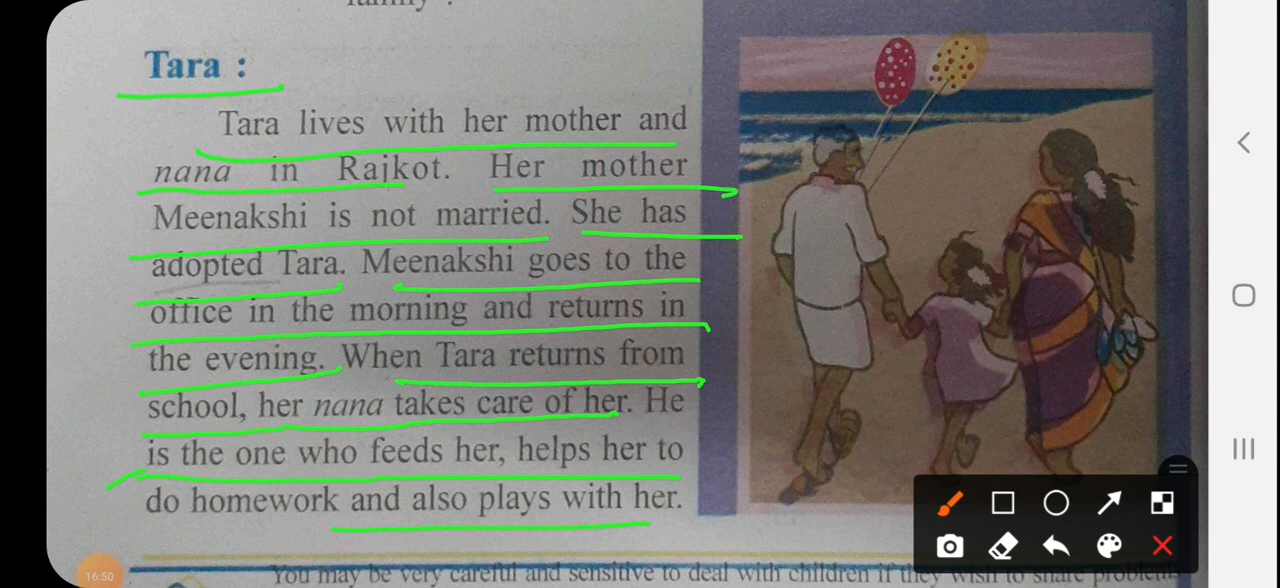 family ?
Tara :
Tara lives with her mother and
nana in Rajkot. Her mother
Meenakshi is not married. She has
adopted Tara. Meenakshi goes to the
office in the morning and returns in
the evening. When Tara returns from
school, her nana takes care of her. He
is the one who feeds her, helps her to
do homework and also plays with her.
You may be very careful and sensitive to deal with children if they wish to share problems
16:50